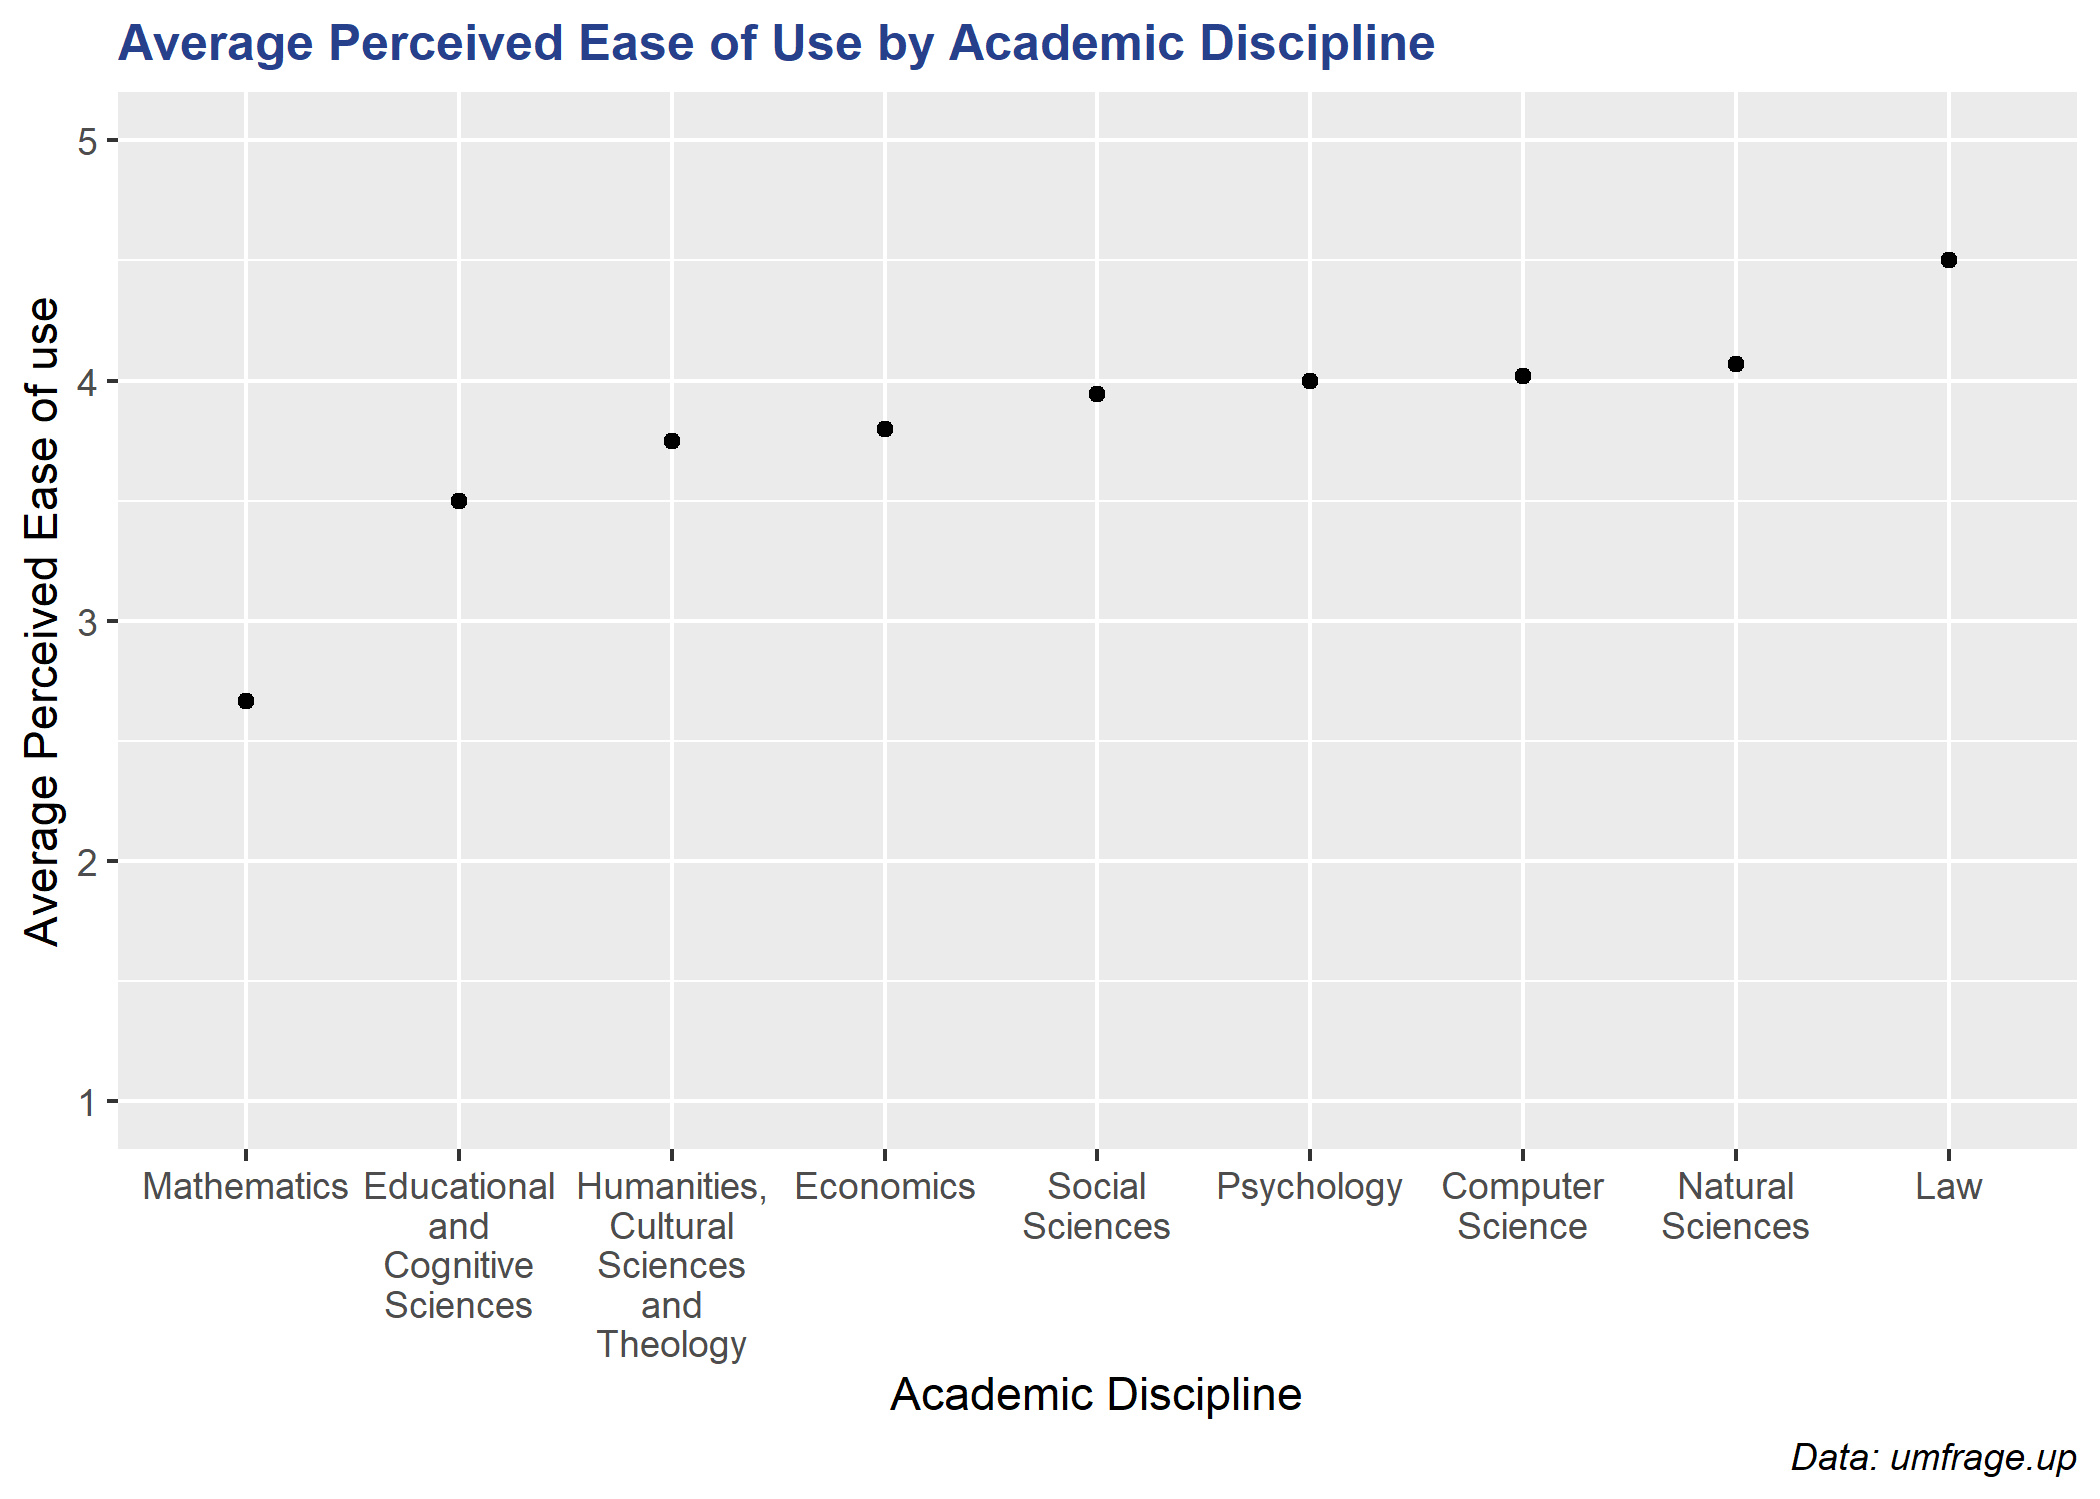 Average Perceived Ease of Use by Academic Discipline
Average Perceived Ease of use
5
4
3
2
1
Mathematics
Educational
and
Cognitive
Sciences
Humanities,
Cultural
Sciences
and
Theology
Economics
Social
Sciences
Psychology
Computer
Science
Natural
Sciences
Law
Academic Discipline
Data: umfrage.up